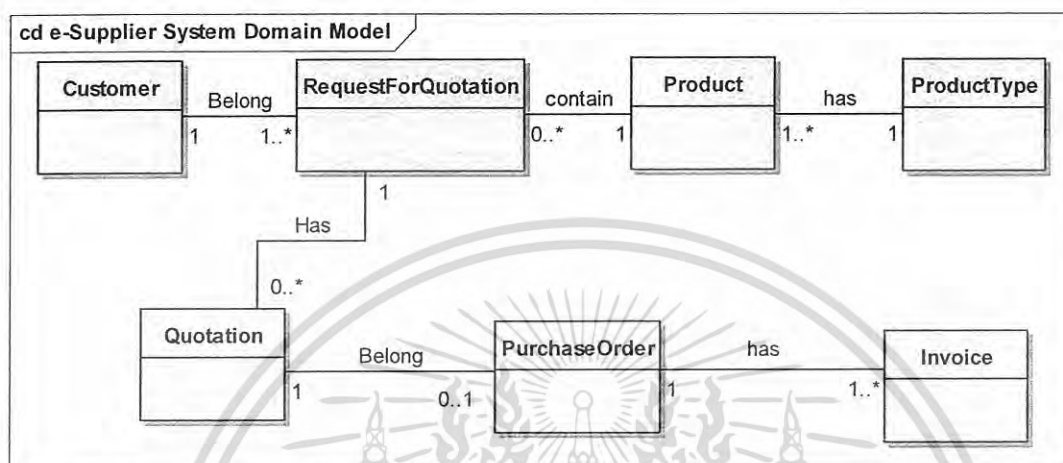 cd e-Supplier System Domain Model
Customer
Belong
RequestForQuotation
contain
Product
has
ProductType
1
1..*
0..*
1
1..*
1
1
Has
0..*
Quotation
Belong
PurchaseOrder
has
Invoice
1
0..1
1
1..*